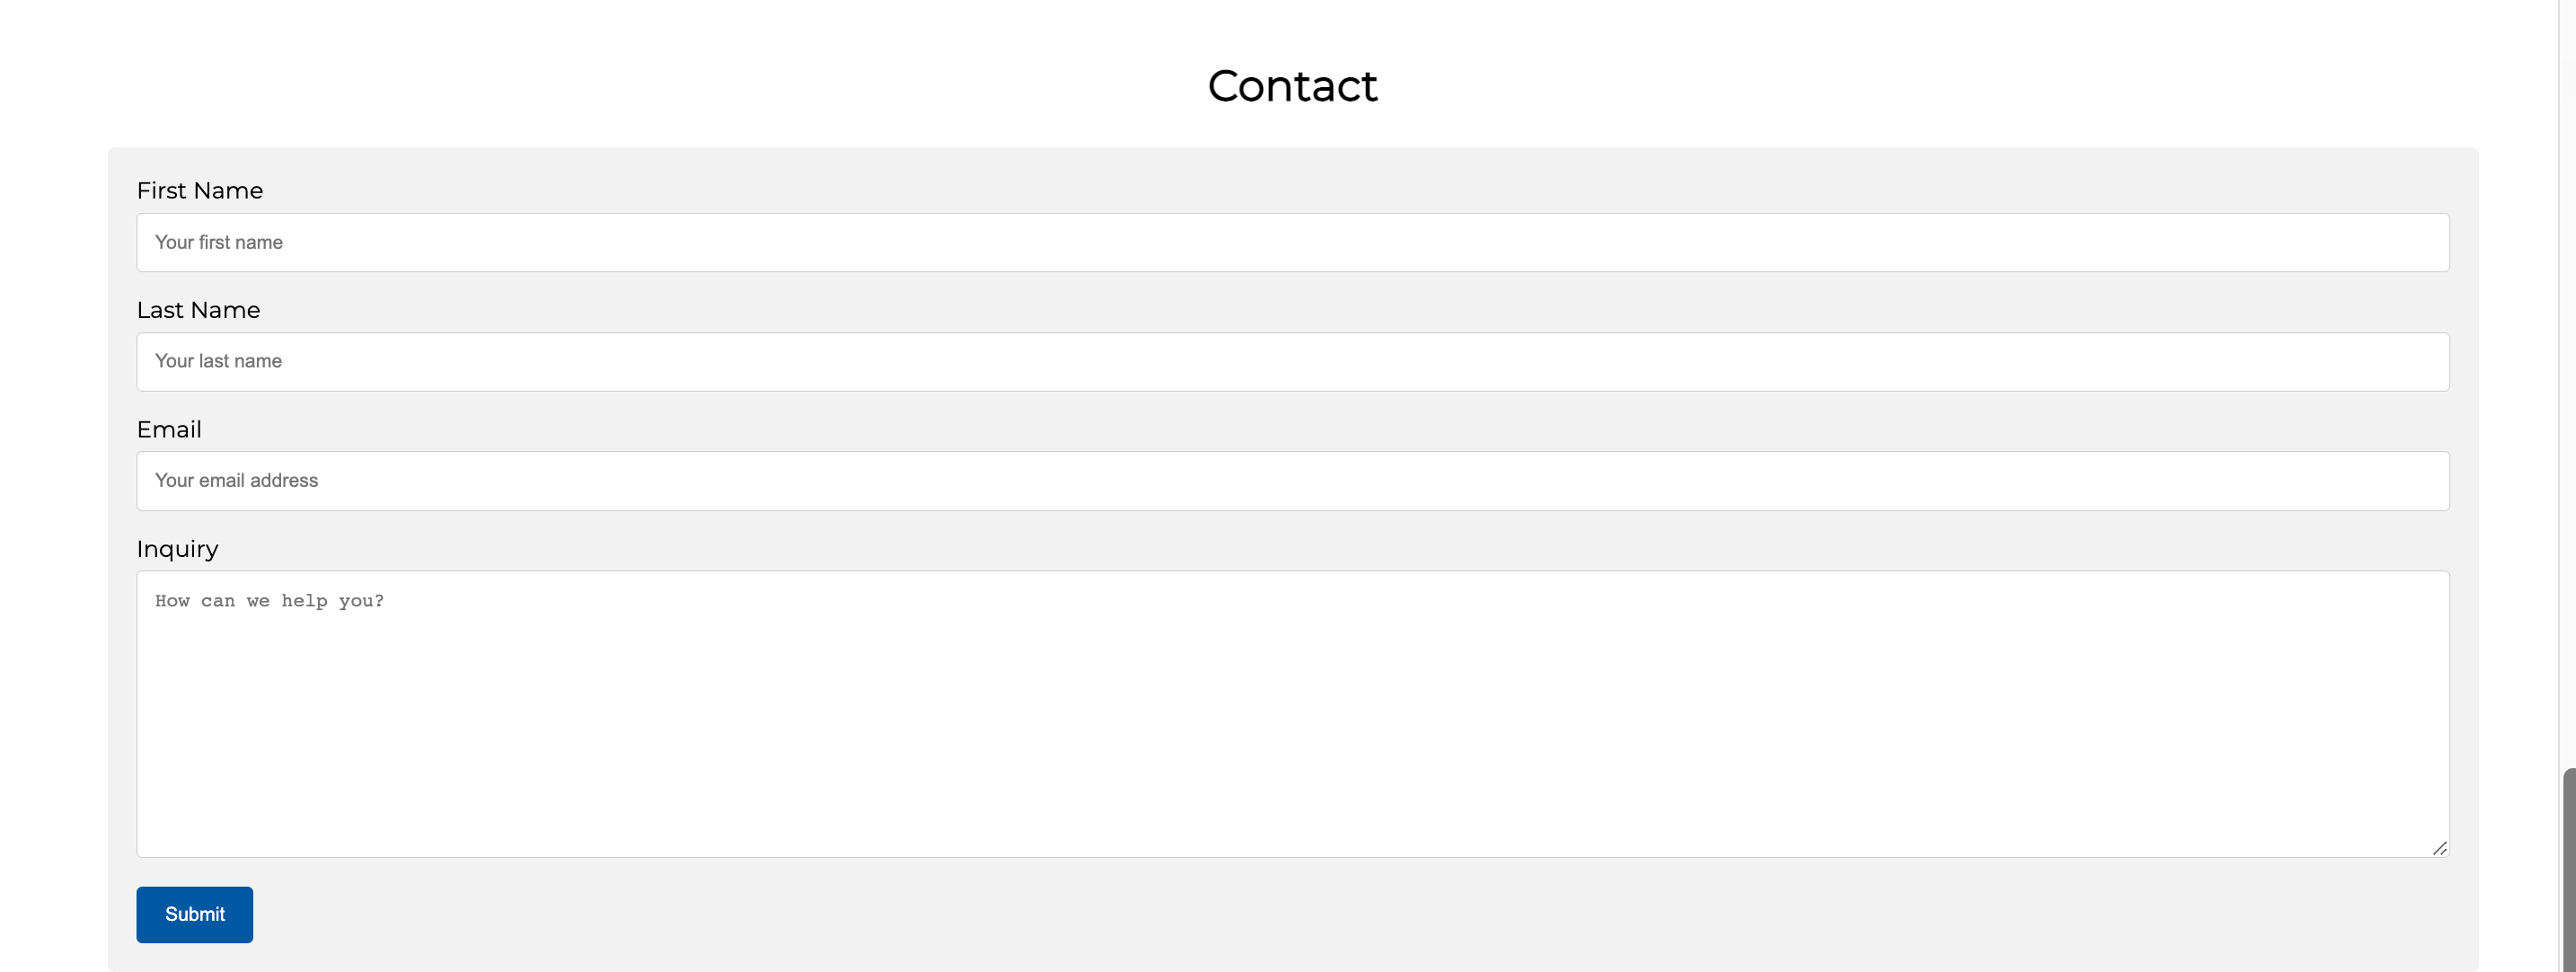 Contact
First Name
Your first name
Last Name
Your last name
Email
Your email address
Inquiry
How can we help you?
Submit